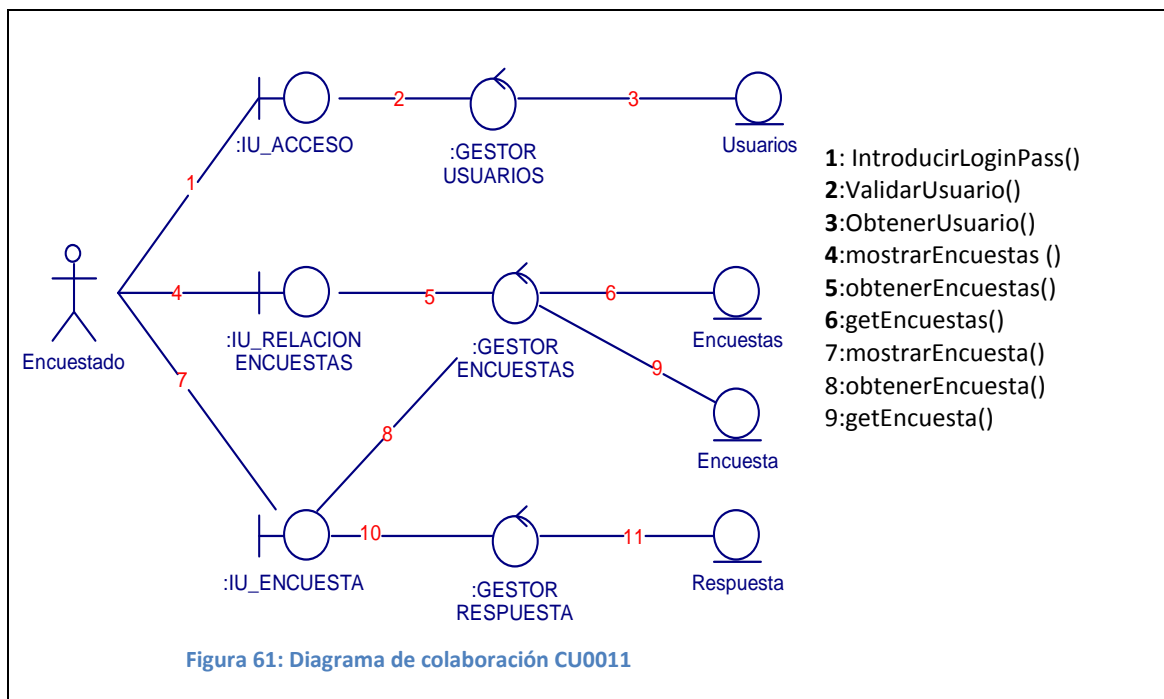 1
2
3
:IU_ACCESO
:GESTOR
USUARIOS
Usuarios
Encuestado
4
5
6
:IU_RELACION
ENCUESTAS
:GESTOR
ENCUESTAS
Encuestas
7
8
9
Encuesta
10
11
:IU_ENCUESTA
:GESTOR
RESPUESTA
Respuesta
1: IntroducirLoginPass()
2:ValidarUsuario()
3:ObtenerUsuario()
4:mostrarEncuestas ()
5:obtenerEncuestas()
6:getEncuestas()
7:mostrarEncuesta()
8:obtenerEncuesta()
9:getEncuesta()
Figura 61: Diagrama de colaboración CU0011